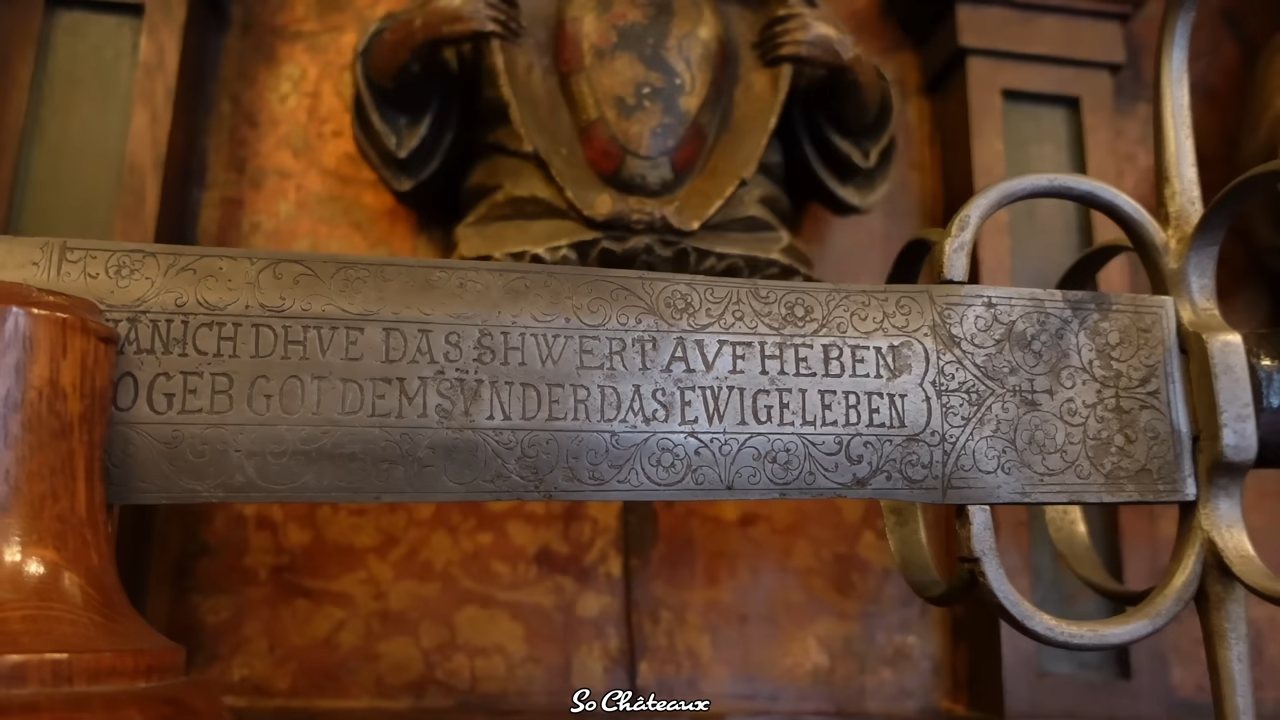 ANICH DHVE DAS SHWERT AVFHEBEN
O GEB GOT DEM SVNDER DAS EWIGE LEBEN
So Châteaux